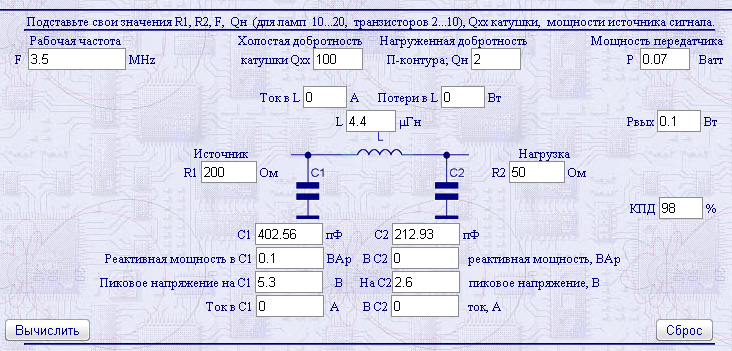 Подставьте свои значения R1, R2, F, Qн (для ламп 10...20, транзисторов 2...10), Qxx катушки, мощности источника сигнала.
Рабочая частота Холостая добротность Нагруженная добротность Мощность передатчика
F 3.5 MHz катушки Qxx 100 П-контура; Qн 2 P 0.07 Ватт
Ток в L 0 А Потери в L 0 Вт
L 4.4 μГн Pвых 0.1 Вт
L
Источник Нагрузка
R1 200 Ом C1 C2 R2 50 Ом
КПД 98 %
C1 402.56 пФ C2 212.93 пФ
Реактивная мощность в C1 0.1 ВАр В C2 0 реактивная мощность, ВАр
Пиковое напряжение на C1 5.3 В На C2 2.6 пиковое напряжение, В
Ток в C1 0 А В C2 0 ток, А
Вычислить Сброс